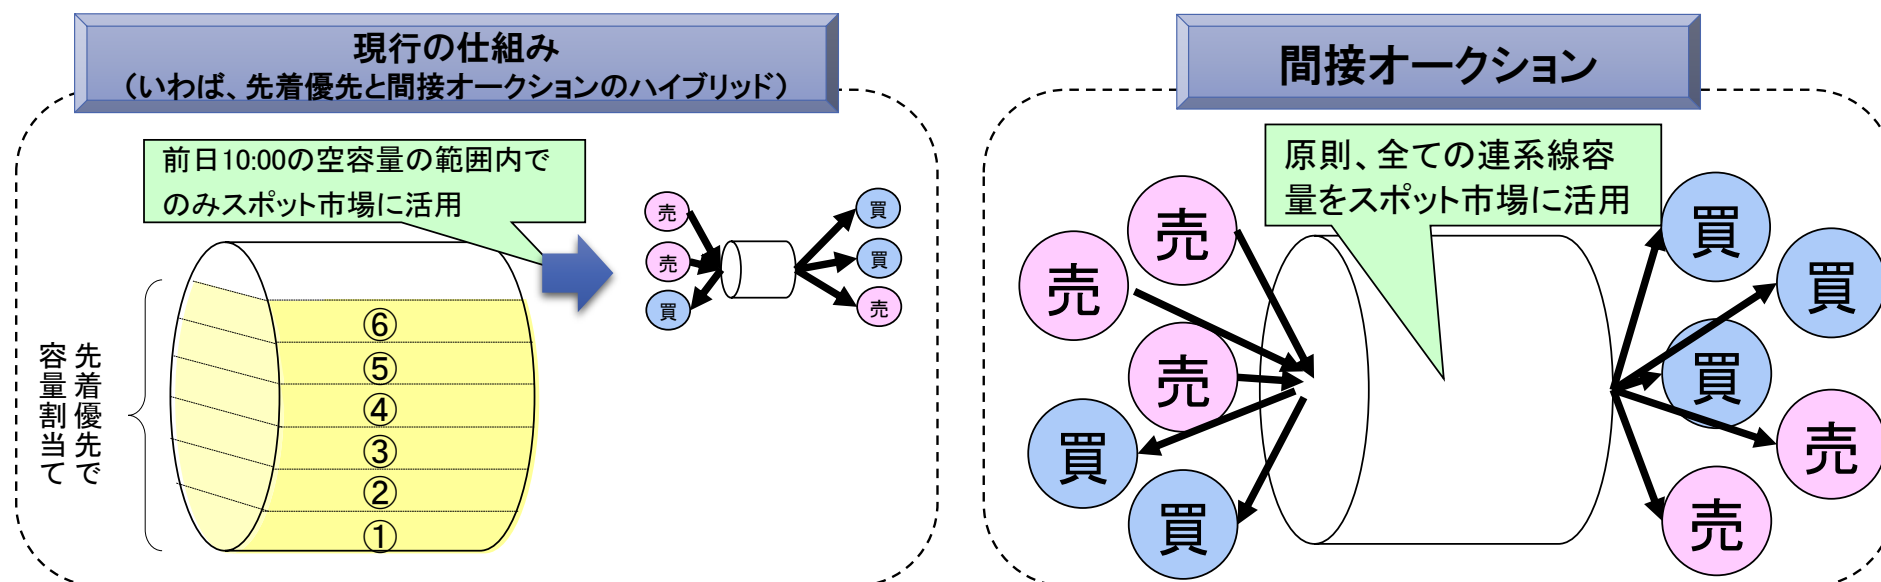 現行の仕組み
（いわば、先着優先と間接オークションのハイブリッド）
前日10:00の空容量の範囲内で
のみスポット市場に活用
売
売
買
買
買
売
先着優先で
容量割当て
⑥
⑤
④
③
②
①
間接オークション
原則、全ての連系線容
量をスポット市場に活用
売
売
売
買
買
買
買
買
売
売